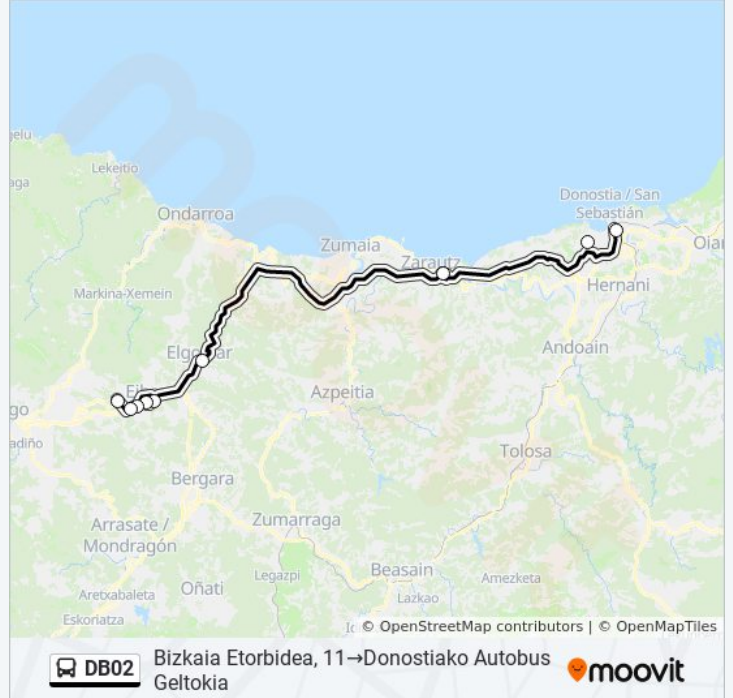 Lekeitio
Ondarroa
Donostia / San
Sebastián
Zumaia
Zarautz
Markina-Xemein
Hernani
Andoain
Azpeitia
Tolosa
Bergara
Zumarraga
Arrasate /
Mondragón
Beasain
Legazpi
Amezketa
Oñati
Aretxabaleta
Lazkao
Eskoriatza
© OpenStreetMap contributors | © OpenMapTiles
DB02
Bizkaia Etorbidea, 11→Donostiako Autobus
Geltokia
moovit